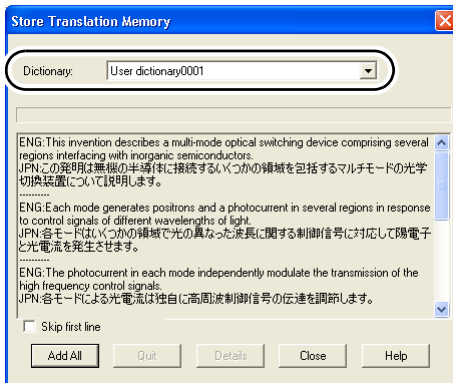 Store Translation Memory
Dictionary: User dictionary0001
ENG:This invention describes a multi-mode optical switching device comprising several
regions interfacing with inorganic semiconductors.
JPN:この発明は無機の半導体に接続するいくつかの領域を包括するマルチモードの光学
切換装置について説明します。
----------
ENG:Each mode generates positrons and a photocurrent in several regions in response
to control signals of different wavelengths of light.
JPN:各モードはいくつかの領域で光の異なった波長に関する制御信号に対応して陽電子
と光電流を発生させます。
----------
ENG:The photocurrent in each mode independently modulate the transmission of the
high frequency control signals.
JPN:各モードによる光電流は独自に高周波制御信号の伝達を調節します。
Skip first line
Add All Quit Details Close Help